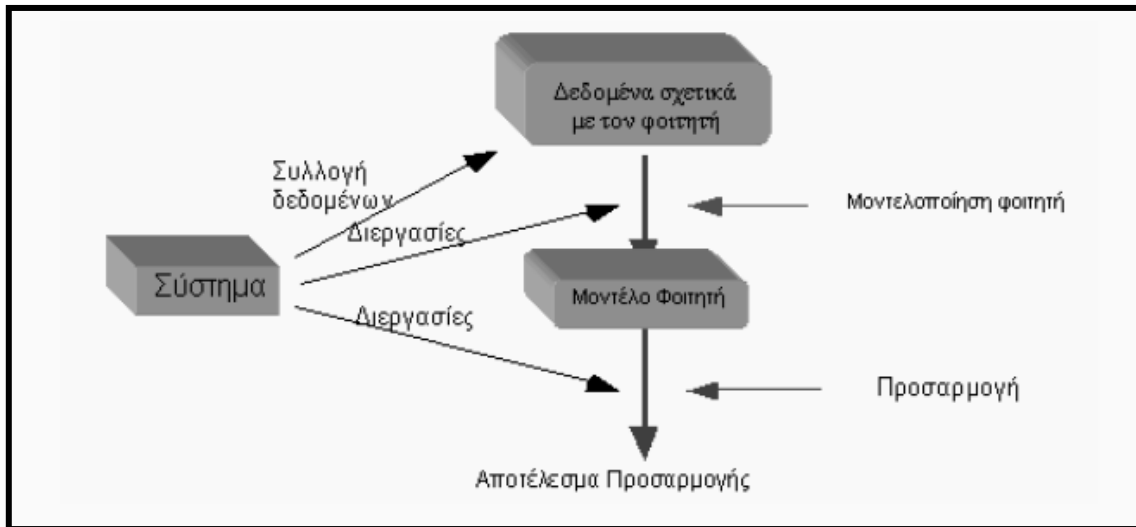 Δεδομένα σχετικά
με τον φοιτητή
Συλλογή
δεδομένων
Μοντελοποίηση φοιτητή
Διεργασίες
Σύστημα
Μοντέλο Φοιτητή
Διεργασίες
Προσαρμογή
Αποτέλεσμα Προσαρμογής